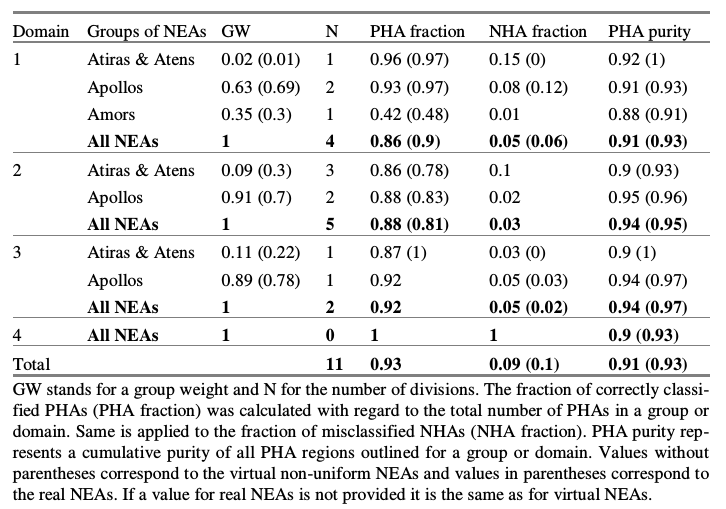 Domain Groups of NEAs GW N PHA fraction NHA fraction PHA purity
1 Atiras & Atens 0.02 (0.01) 1 0.96 (0.97) 0.15 (0) 0.92 (1)
Apollos 0.63 (0.69) 2 0.93 (0.97) 0.08 (0.12) 0.91 (0.93)
Amors 0.35 (0.3) 1 0.42 (0.48) 0.01 0.88 (0.91)
All NEAs 1 4 0.86 (0.9) 0.05 (0.06) 0.91 (0.93)
2 Atiras & Atens 0.09 (0.3) 3 0.86 (0.78) 0.1 0.9 (0.93)
Apollos 0.91 (0.7) 2 0.88 (0.83) 0.02 0.95 (0.96)
All NEAs 1 5 0.88 (0.81) 0.03 0.94 (0.95)
3 Atiras & Atens 0.11 (0.22) 1 0.87 (1) 0.03 (0) 0.9 (1)
Apollos 0.89 (0.78) 1 0.92 0.05 (0.03) 0.94 (0.97)
All NEAs 1 2 0.92 0.05 (0.02) 0.94 (0.97)
4 All NEAs 1 0 1 1 0.9 (0.93)
Total 11 0.93 0.09 (0.1) 0.91 (0.93)
GW stands for a group weight and N for the number of divisions. The fraction of correctly classi-
fied PHAs (PHA fraction) was calculated with regard to the total number of PHAs in a group or
domain. Same is applied to the fraction of misclassified NHAs (NHA fraction). PHA purity rep-
resents a cumulative purity of all PHA regions outlined for a group or domain. Values without
parentheses correspond to the virtual non-uniform NEAs and values in parentheses correspond to
the real NEAs. If a value for real NEAs is not provided it is the same as for virtual NEAs.